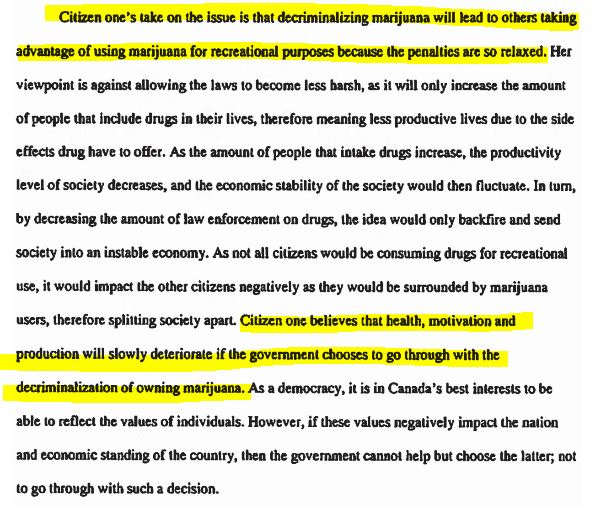 Citizen one's take on the issue is that decriminalizing marijuana will lead to others taking
advantage of using marijuana for recreational purposes because the penalties are so relaxed. Her
viewpoint is against allowing the laws to become less harsh, as it will only increase the amount
of people that include drugs in their lives, therefore meaning less productive lives due to the side
effects drug have to offer. As the amount of people that intake drugs increase, the productivity
level of society decreases, and the economic stability of the society would then fluctuate. In turn,
by decreasing the amount of law enforcement on drugs, the idea would only backfire and send
society into an instable economy. As not all citizens would be consuming drugs for recreational
use, it would impact the other citizens negatively as they would be surrounded by marijuana
users, therefore splitting society apart. Citizen one believes that health, motivation and
production will slowly deteriorate if the government chooses to go through with the
decriminalization of owning marijuana. As a democracy, it is in Canada's best interests to be
able to reflect the values of individuals. However, if these values negatively impact the nation
and economic standing of the country, then the government cannot help but choose the latter; not
to go through with such a decision.